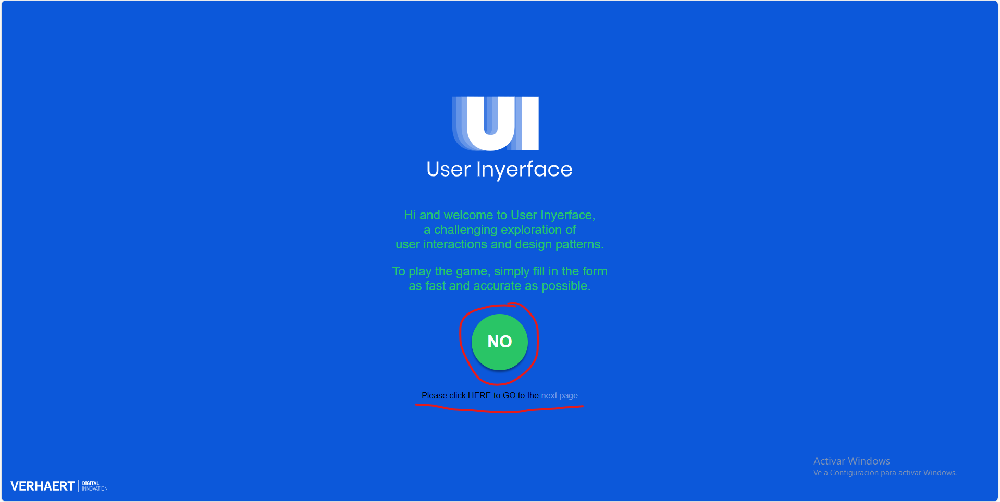 UI
User Inyerface
Hi and welcome to User Inyerface,
a challenging exploration of
user interactions and design patterns.
To play the game, simply fill in the form
as fast and accurate as possible.
NO
Please click HERE to GO to the next page
Activar Windows
Ve a Configuración para activar Windows.
VERHAERT DIGITAL
INNOVATION